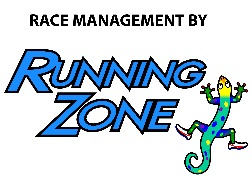 RACE MANAGEMENT BY
RUNNING
ZONE